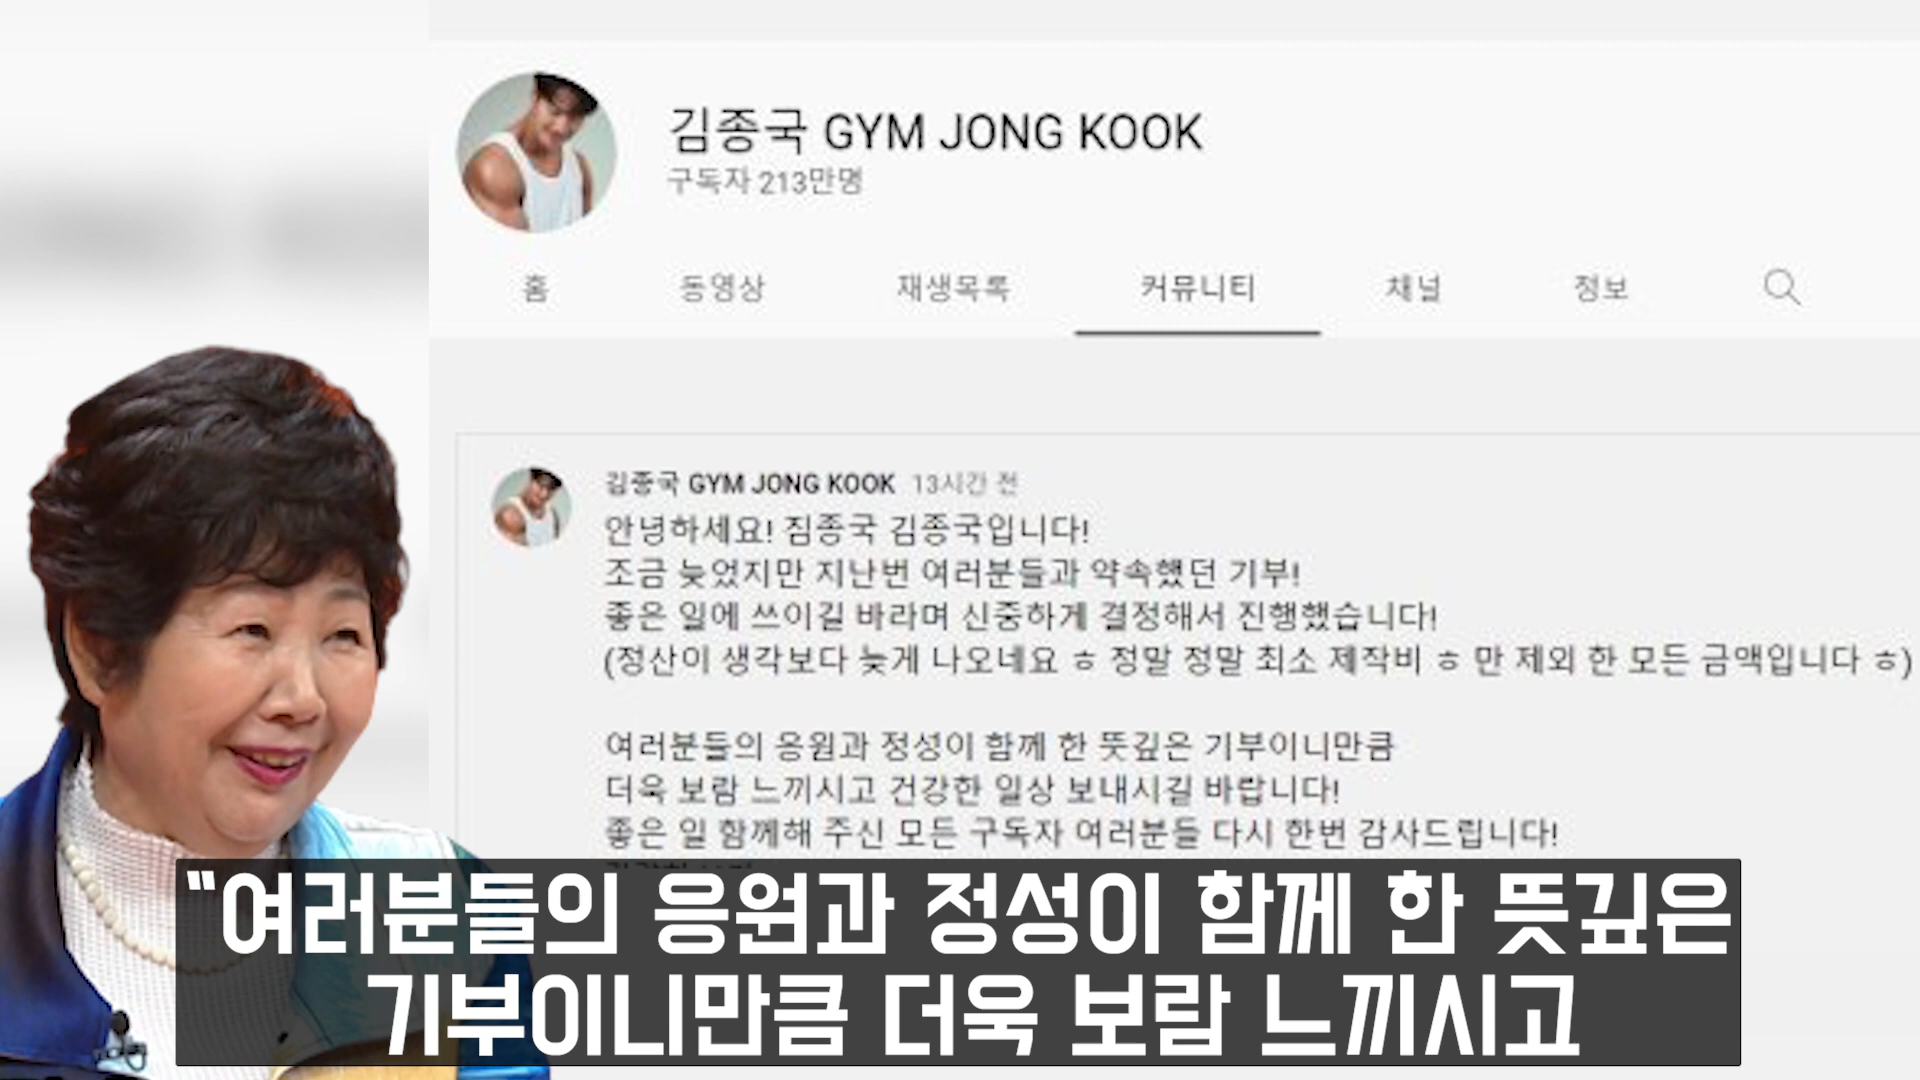 김종국 GYM JONG KOOK
구독자 213만명
홈 동영상 재생목록 커뮤니티 채널 정보
김종국 GYM JONG KOOK 13시간 전
안녕하세요! 짐종국 김종국입니다!
조금 늦었지만 지난번 여러분들과 약속했던 기부!
좋은 일에 쓰이길 바라며 신중하게 결정해서 진행했습니다!
(정산이 생각보다 늦게 나오네요 ㅎ 정말 정말 최소 제작비 ㅎ 만 제외 한 모든 금액입니다 ㅎ)
여러분들의 응원과 정성이 함께 한 뜻깊은 기부이니만큼
더욱 보람 느끼시고 건강한 일상 보내시길 바랍니다!
좋은 일 함께해 주신 모든 구독자 여러분들 다시 한번 감사드립니다!
"여러분들의 응원과 정성이 함께 한 뜻깊은
기부이니만큼 더욱 보람 느끼시고